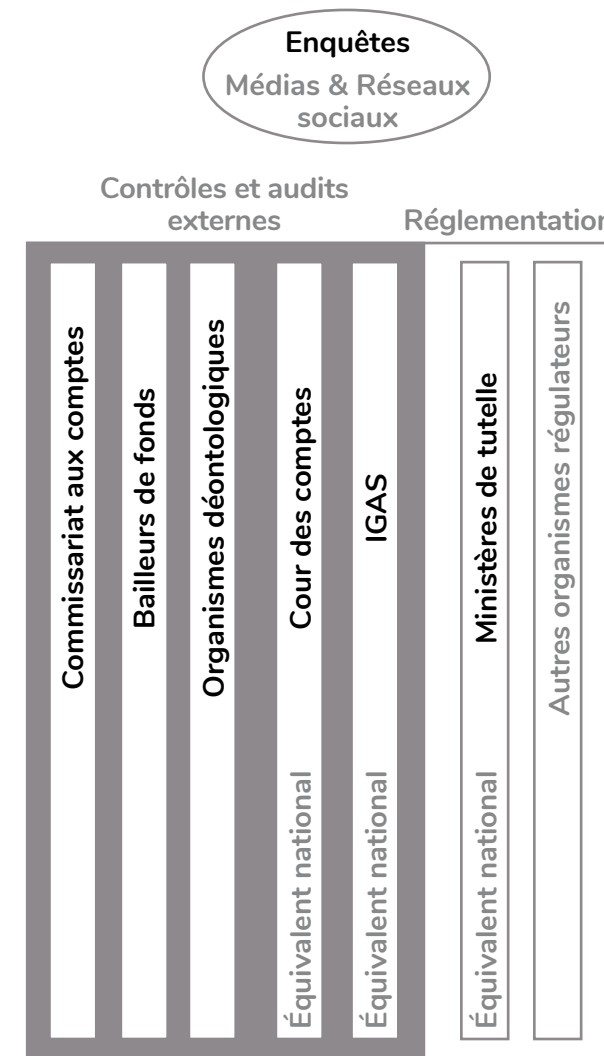 Enquêtes
Médias & Réseaux
sociaux
Contrôles et audits
externes
Réglementation
Commissariat aux comptes
Bailleurs de fonds
Organismes déontologiques
Cour des comptes
Équivalent national
IGAS
Équivalent national
Ministères de tutelle
Équivalent national
Autres organismes régulateurs